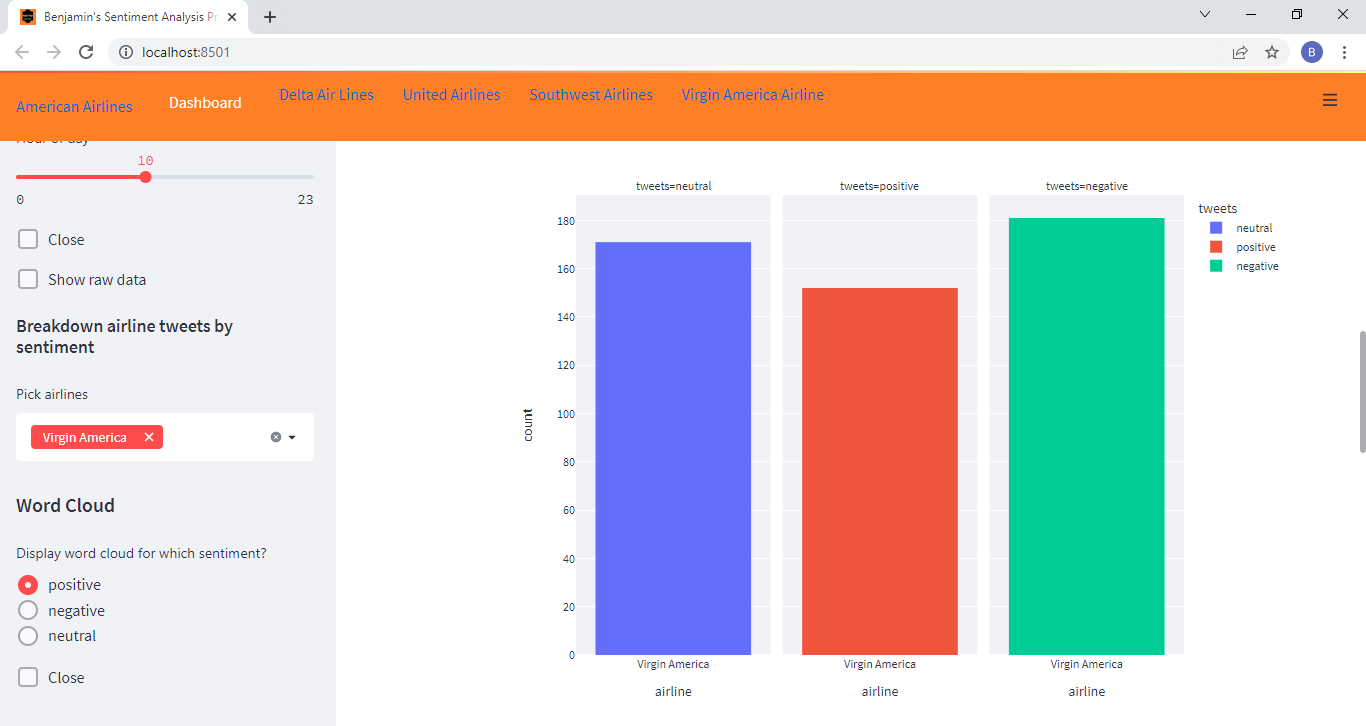 Benjamin's Sentiment Analysis Pr
localhost:8501
B
American Airlines
Dashboard
Delta Air Lines
United Airlines
Southwest Airlines
Virgin America Airline
Hour of day
10
0
23
Close
Show raw data
Breakdown airline tweets by
sentiment
Pick airlines
Virgin America
Word Cloud
Display word cloud for which sentiment?
positive
negative
neutral
Close
tweets=neutral
tweets=positive
tweets=negative
180
160
140
120
100
80
60
40
20
0
count
Virgin America
Virgin America
Virgin America
airline
airline
airline
tweets
neutral
positive
negative